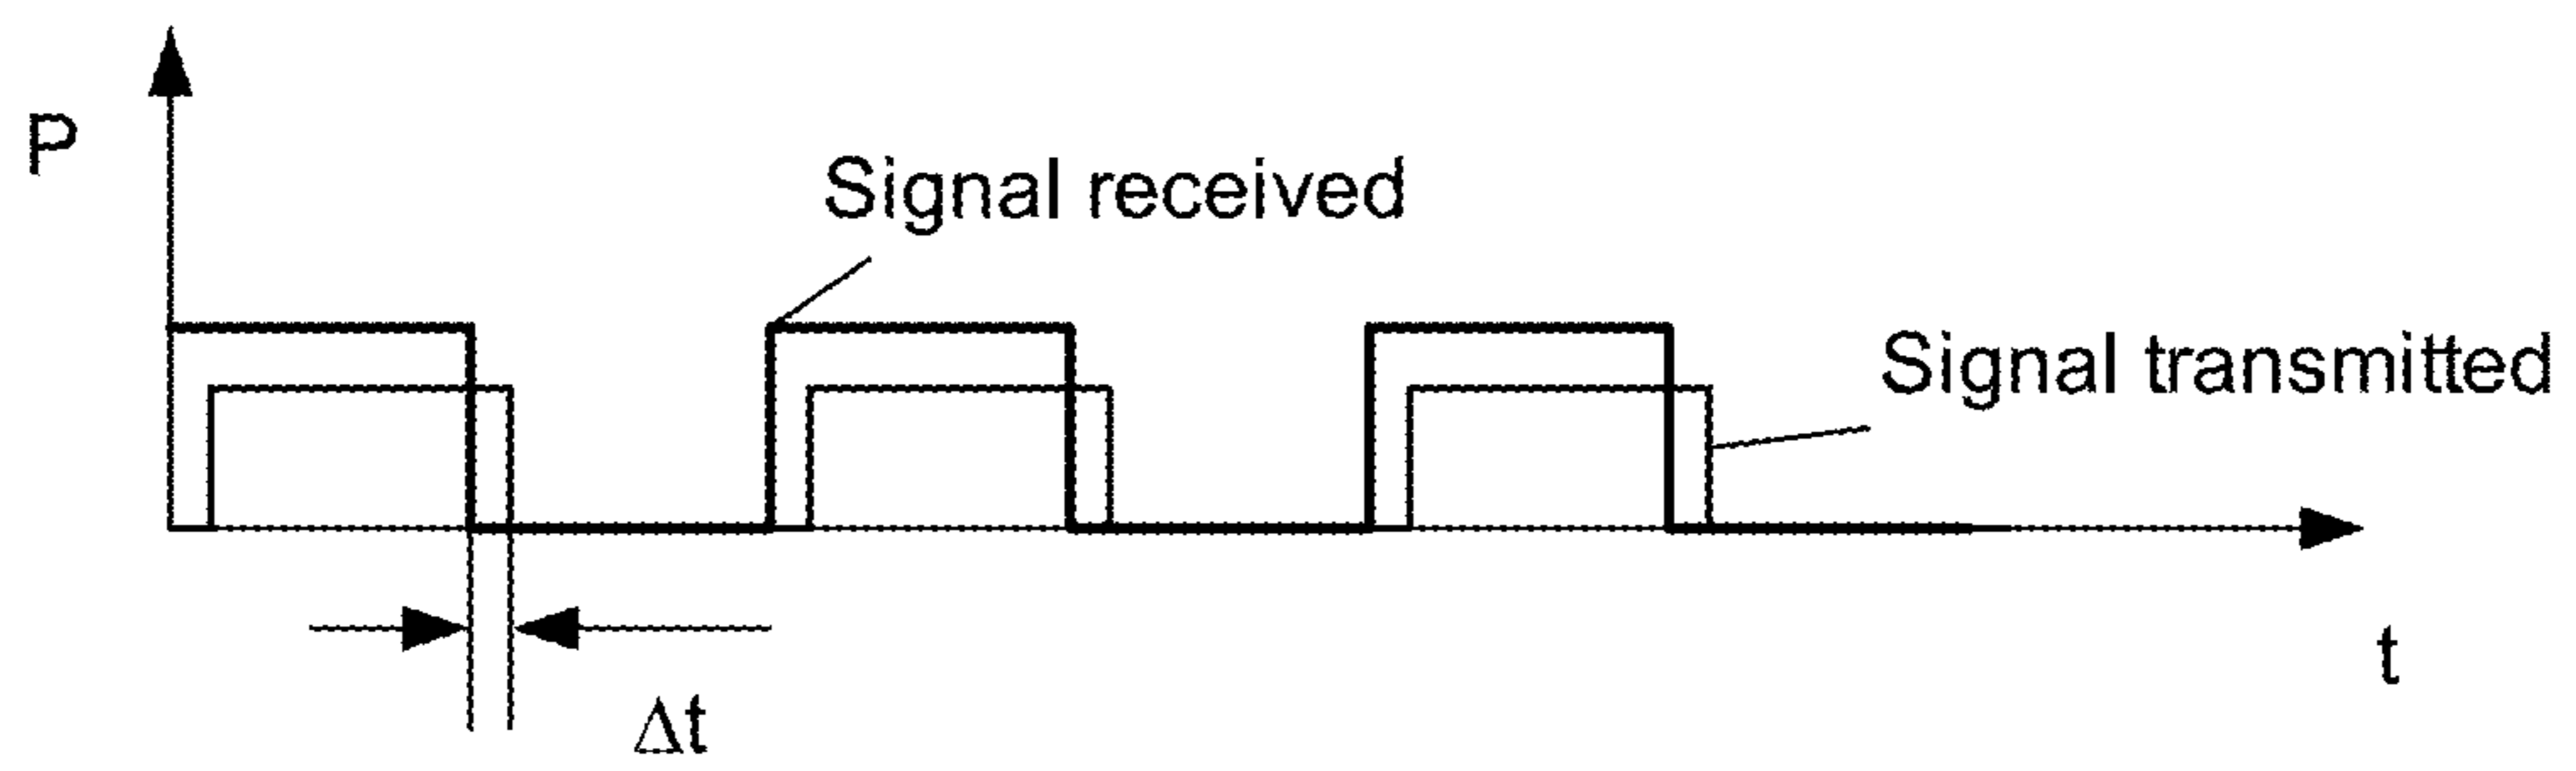 P
Signal received
Signal transmitted
t
Δt